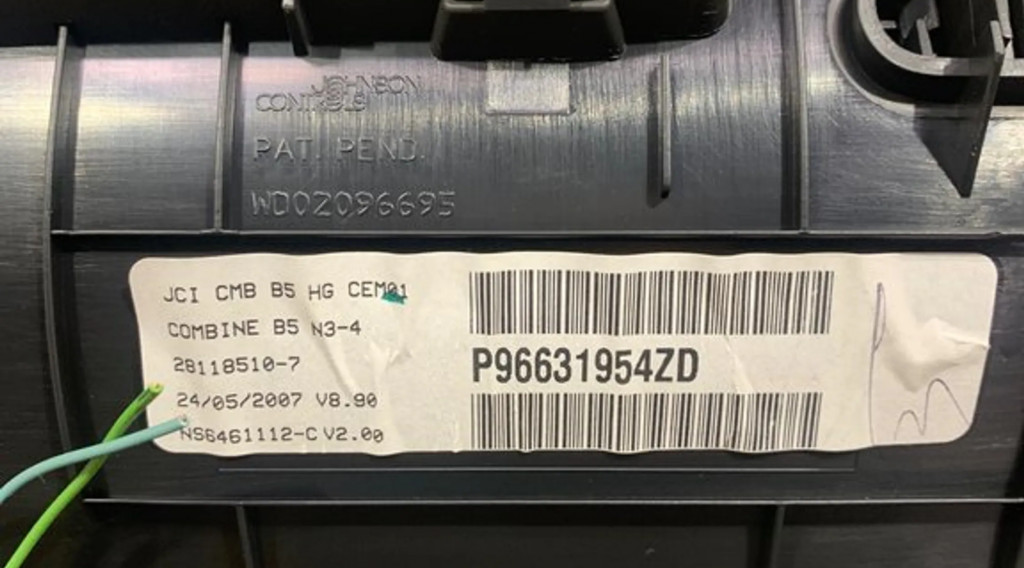 JOHNSON
CONTROLS
PAT. PEND.
WD02096695
JCI CMB B5 HG CEM01
COMBINE B5 N3-4
28118510-7
24/05/2007 V8.90
NS6461112-C V2.00
P96631954ZD